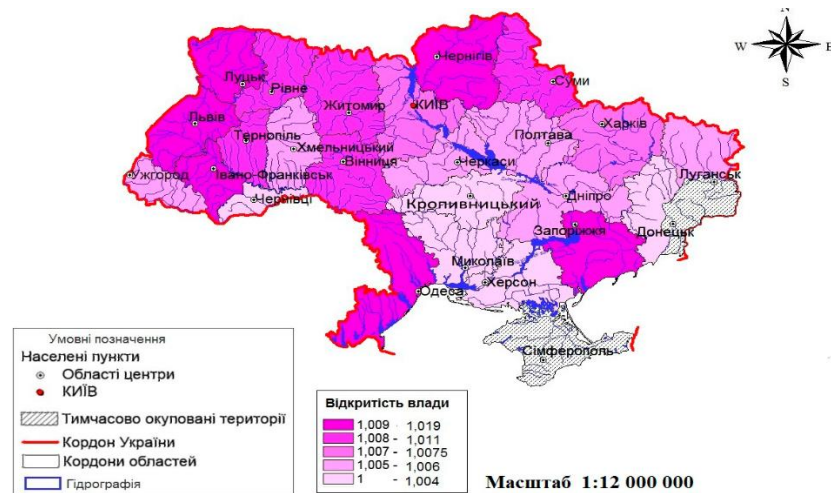 N
W
E
S
Чернігів
Суми
Луцьк
Рівне
Житомир
КИЇВ
Харків
Львів
Тернопіль
Хмельницький
Вінниця
Полтава
Черкаси
Ужгород
Івано-Франківськ
Чернівці
Луганськ
Кропивницький
Дніпро
Запоріжжя
Донецьк
Миколаїв
Херсон
Одеса
Сімферополь
Умовні позначення
Населені пункти
Області центри
КИЇВ
Тимчасово окуповані території
Кордон України
Кордони областей
Гідрографія
Відкритість влади
1,009 - 1,019
1,008 - 1,011
1,007 - 1,0075
1,005 - 1,006
1 - 1,004
Масштаб 1:12 000 000